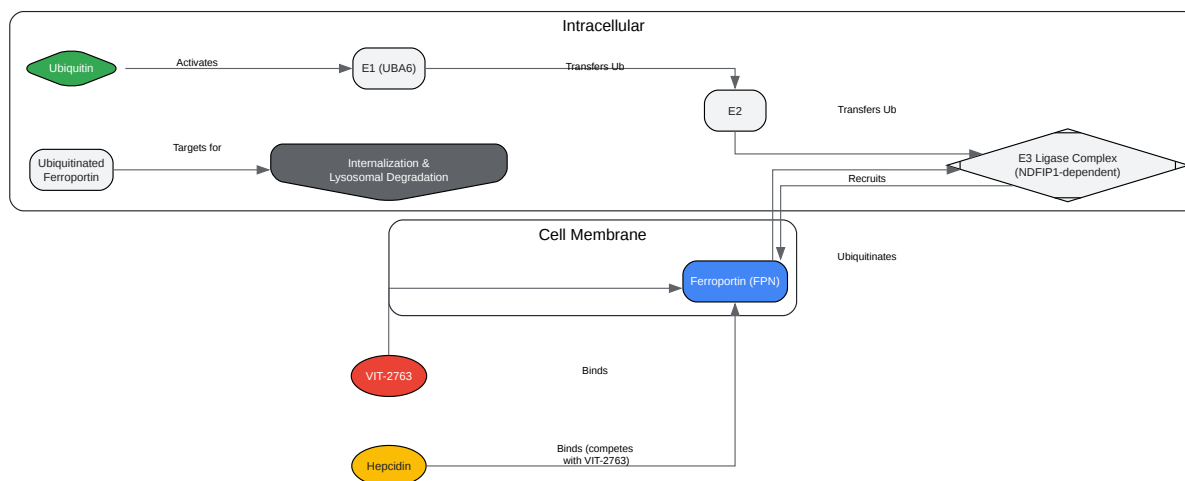 Intracellular
Ubiquitin
Activates
E1 (UBA6)
Transfers Ub
E2
Transfers Ub
Ubiquitinated
Ferroportin
Targets for
Internalization &
Lysosomal Degradation
E3 Ligase Complex
(NDFIP1-dependent)
Recruits
Cell Membrane
Ferroportin (FPN)
Ubiquitinates
VIT-2763
Binds
Hepcidin
Binds (competes
with VIT-2763)